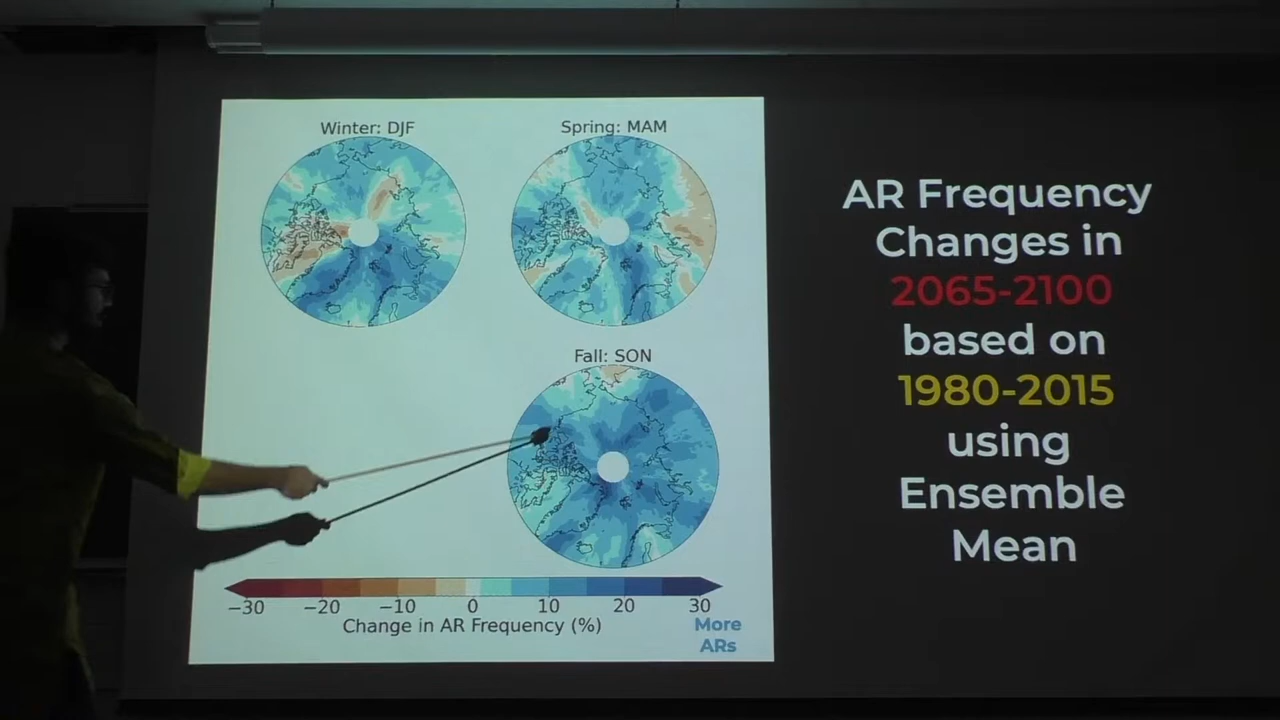 Winter: DJF
Spring: MAM
Fall: SON
−30 −20 −10 0 10 20 30
Change in AR Frequency (%)
More
ARs
AR Frequency
Changes in
2065-2100
based on
1980-2015
using
Ensemble
Mean